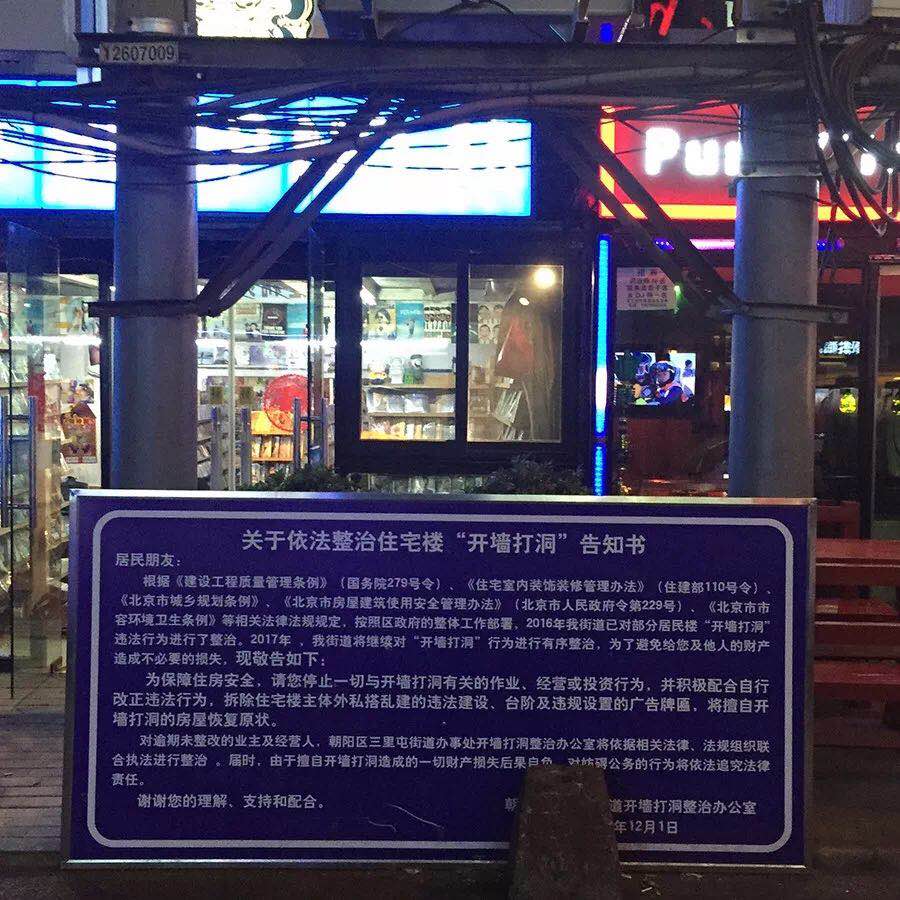 12607009
Pu
关于依法整治住宅楼“开墙打洞”告知书
居民朋友：
根据《建设工程质量管理条例》（国务院279号令）、《住宅室内装饰装修管理办法》（住建部110号令）、
《北京市城乡规划条例》、《北京市房屋建筑使用安全管理办法》（北京市人民政府令第229号）、《北京市市
容环境卫生条例》等相关法律法规规定，按照区政府的整体工作部署，2016年我街道已对部分居民楼“开墙打洞”
违法行为进行了整治。2017年，我街道将继续对“开墙打洞”行为进行有序整治，为了避免给您及他人的财产
造成不必要的损失，现敬告如下：
为保障住房安全，请您停止一切与开墙打洞有关的作业、经营或投资行为，并积极配合自行
改正违法行为，拆除住宅楼主体外私搭乱建的违法建设、台阶及违规设置的广告牌匾，将擅自开
墙打洞的房屋恢复原状。
对逾期未整改的业主及经营人，朝阳区三里屯街道办事处开墙打洞整治办公室将依据相关法律、法规组织联
合执法进行整治。届时，由于擅自开墙打洞造成的一切财产损失后果自负，对妨碍公务的行为将依法追究法律
责任。
谢谢您的理解、支持和配合。
朝 道开墙打洞整治办公室
年12月1日